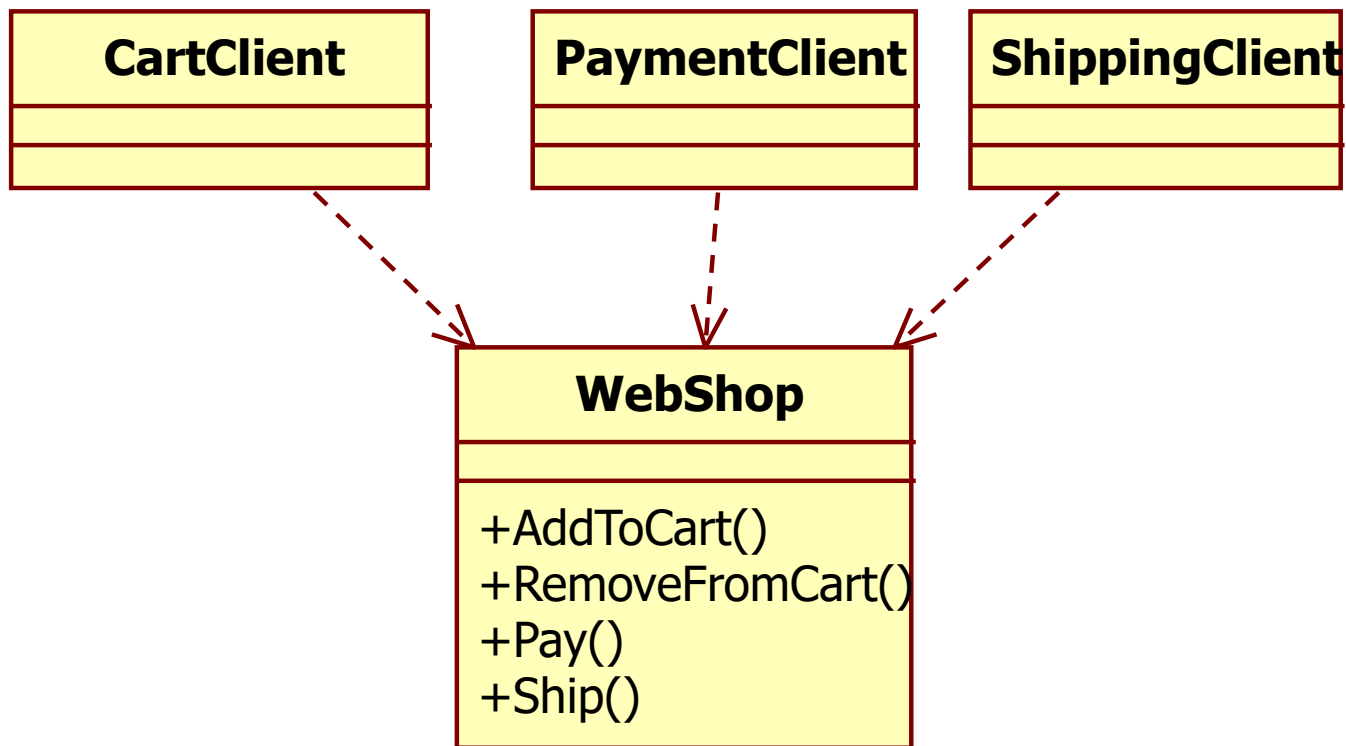 CartClient
PaymentClient
ShippingClient
WebShop
+AddToCart()
+RemoveFromCart()
+Pay()
+Ship()